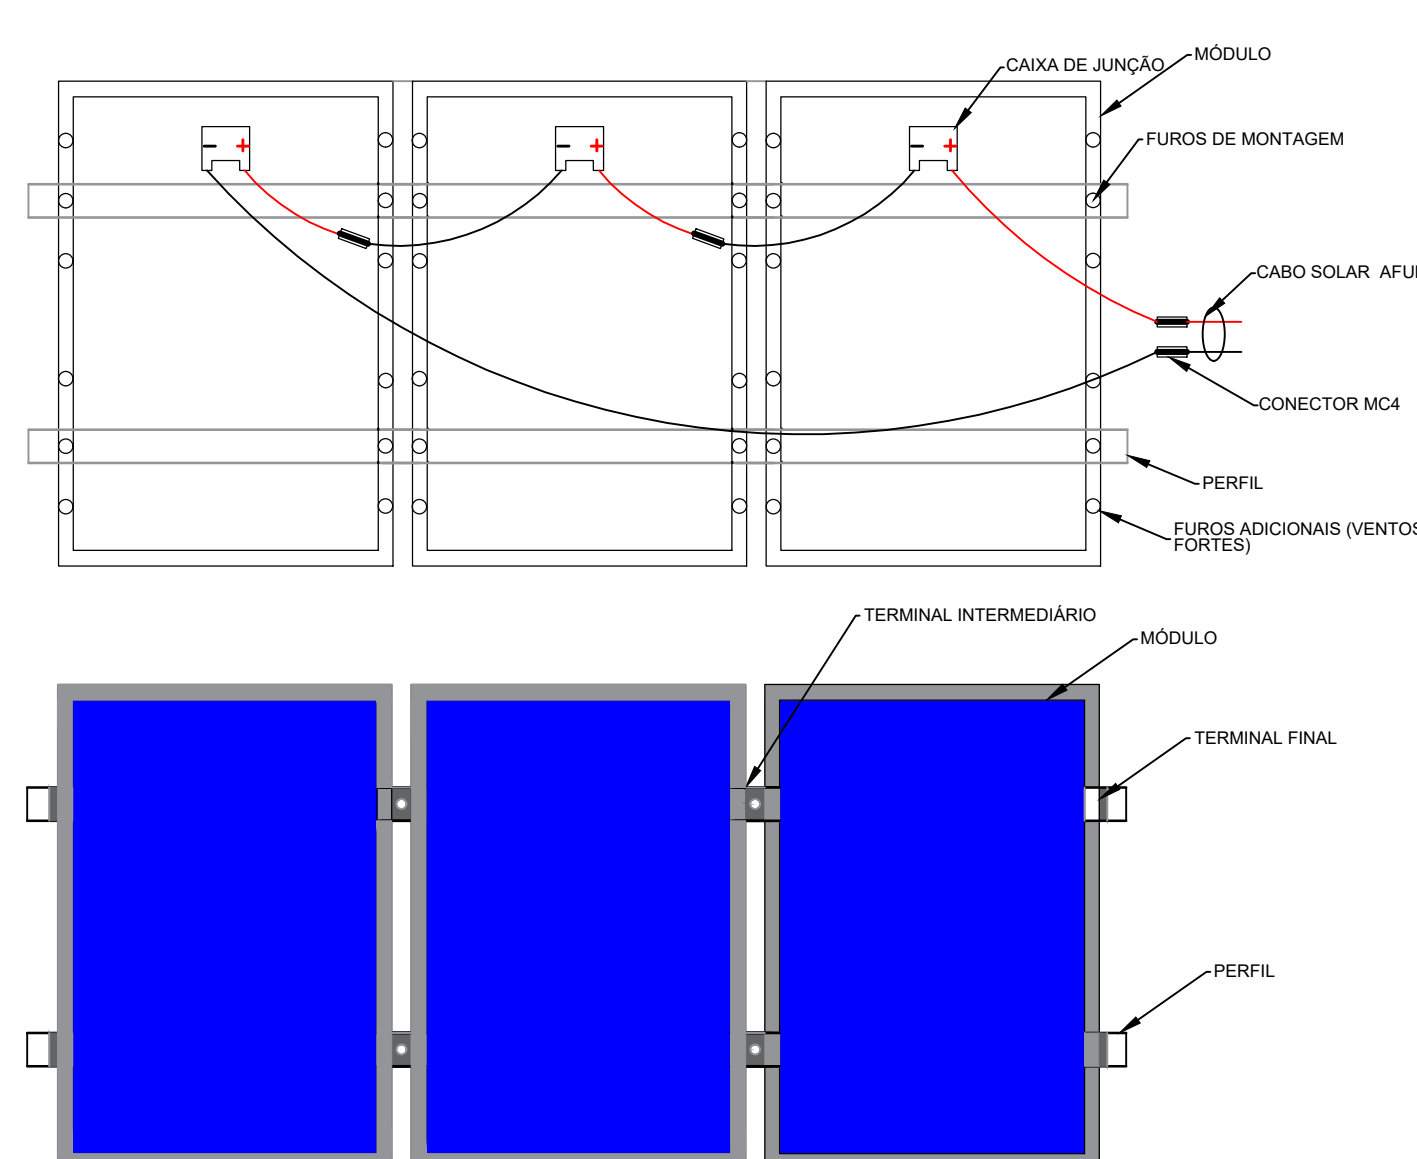 MÓDULO
CAIXA DE JUNÇÃO
FUROS DE MONTAGEM
CABO SOLAR
CONECTOR MC4
PERFIL
FUROS ADICIONAIS
FORTES)
TERMINAL INTERMEDIÁRIO
MÓDULO
TERMINAL FINAL
PERFIL